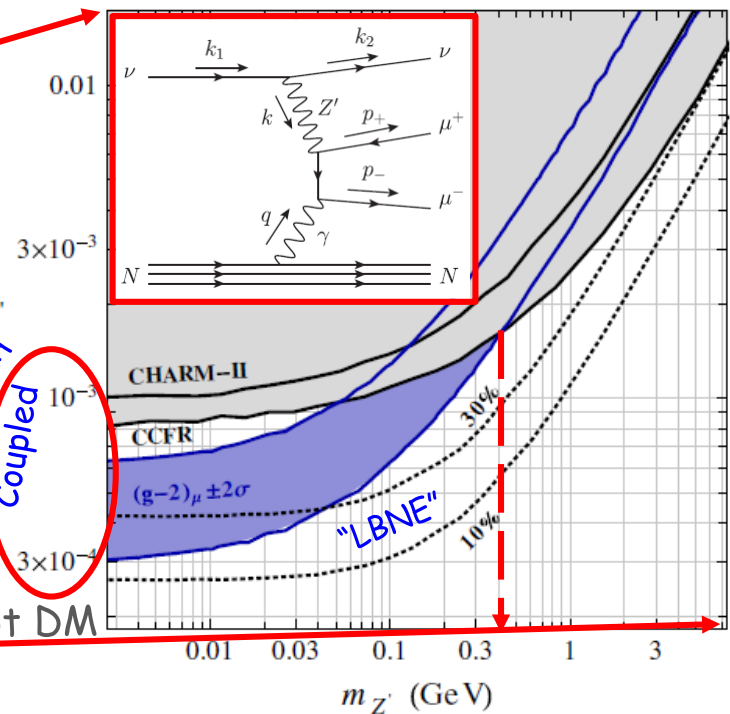 k₁
k₂
ν
ν
Z′
k
p₊
μ⁺
p₋
μ⁻
q
γ
N
N
0.01
3×10⁻³
10⁻³
3×10⁻⁴
Coupled
CHARM-II
CCFR
(g-2)μ ±2σ
30%
"LBNE"
10%
DM
0.01 0.03 0.1 0.3 1 3
m_Z′ (GeV)